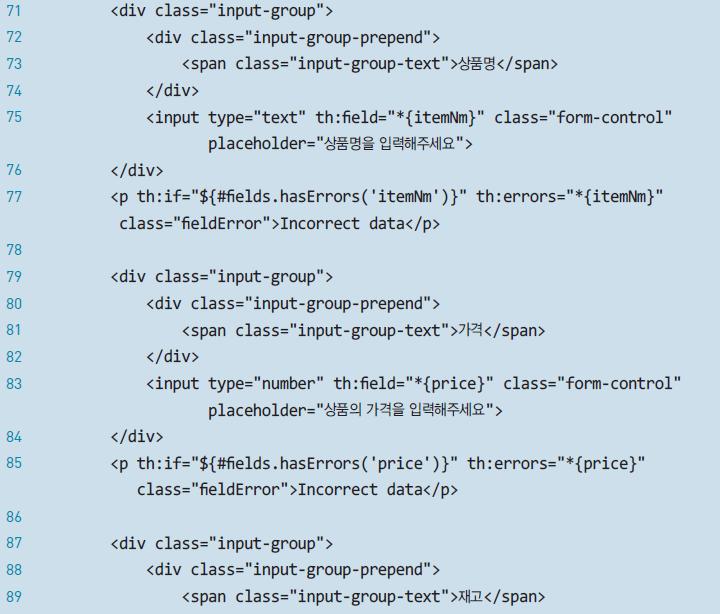 71 <div class="input-group">
72 <div class="input-group-prepend">
73 <span class="input-group-text">상품명</span>
74 </div>
75 <input type="text" th:field="*{itemNm}" class="form-control"
placeholder="상품명을 입력해주세요">
76 </div>
77 <p th:if="${#fields.hasErrors('itemNm')}" th:errors="*{itemNm}"
class="fieldError">Incorrect data</p>
78
79 <div class="input-group">
80 <div class="input-group-prepend">
81 <span class="input-group-text">가격</span>
82 </div>
83 <input type="number" th:field="*{price}" class="form-control"
placeholder="상품의 가격을 입력해주세요">
84 </div>
85 <p th:if="${#fields.hasErrors('price')}" th:errors="*{price}"
class="fieldError">Incorrect data</p>
86
87 <div class="input-group">
88 <div class="input-group-prepend">
89 <span class="input-group-text">재고</span>